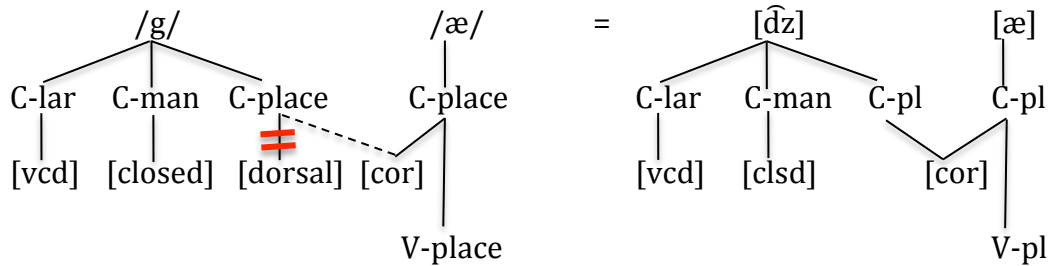 /g/ /æ/ = [d͡z] [æ]
C-lar C-man C-place C-place C-lar C-man C-pl C-pl
[vcd] [closed] [dorsal] [cor] [vcd] [clsd] [cor]
V-place V-pl